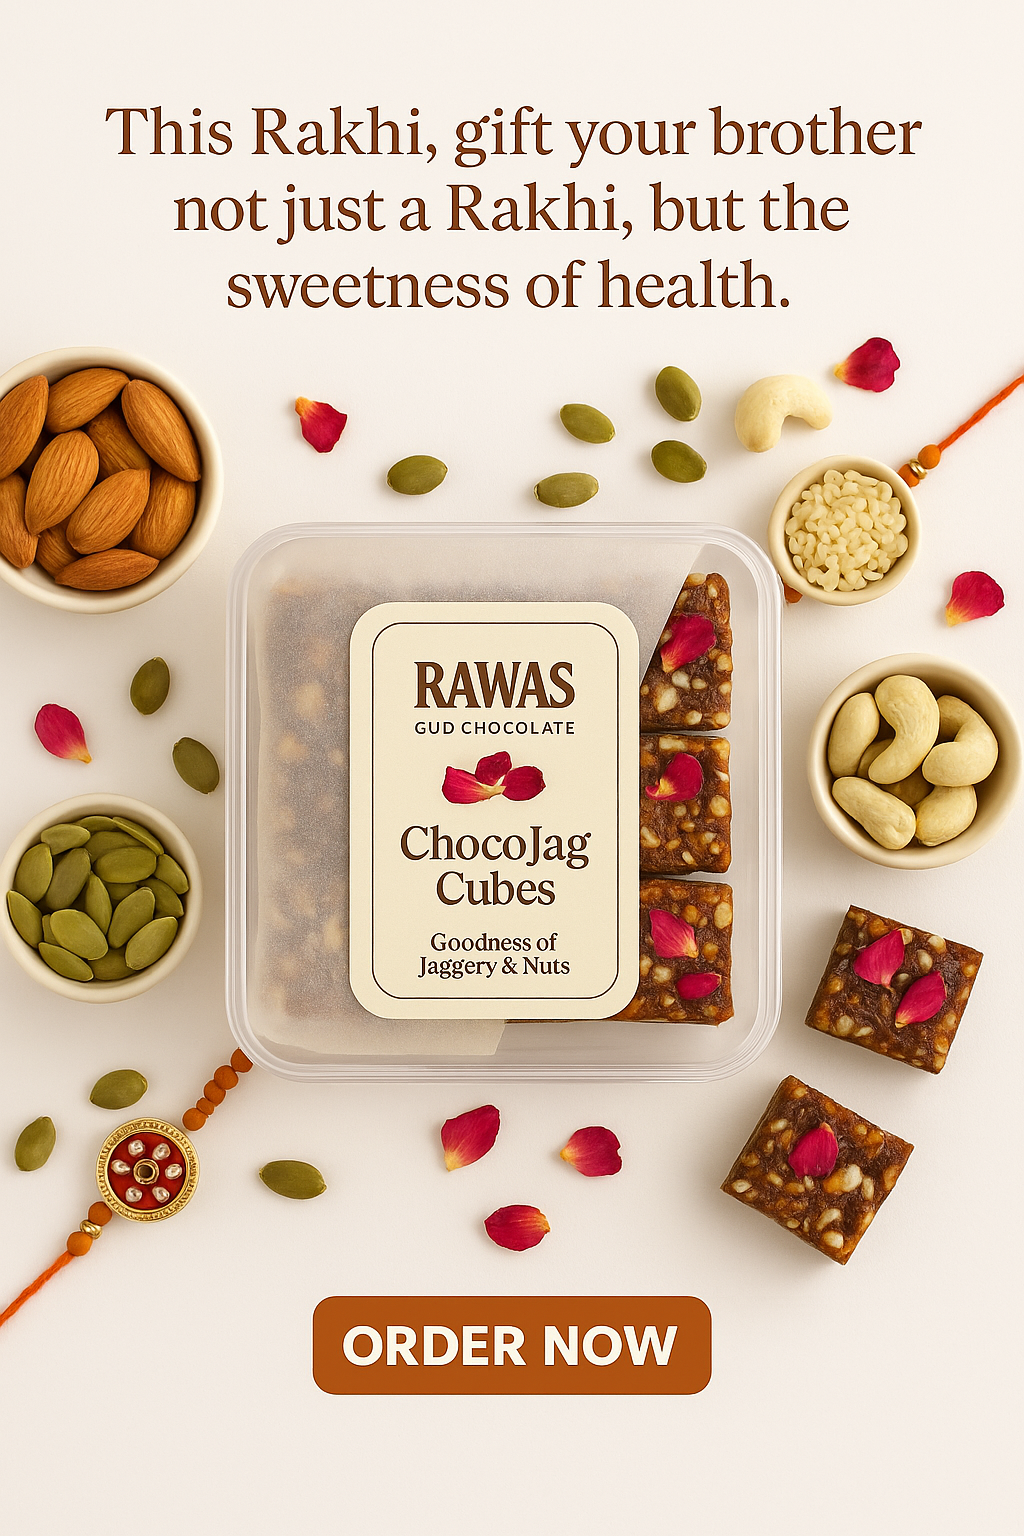 This Rakhi, gift your brother
not just a Rakhi, but the
sweetness of health.
RAWAS
GUD CHOCOLATE
ChocoJag
Cubes
Goodness of
Jaggery & Nuts
ORDER NOW